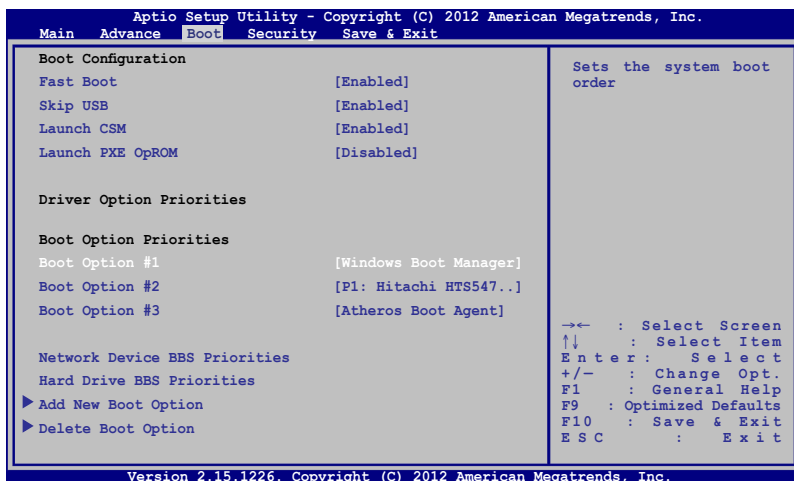 Aptio Setup Utility - Copyright (C) 2012 American Megatrends, Inc.
Main Advance Boot Security Save & Exit
Boot Configuration
Fast Boot [Enabled]
Skip USB [Enabled]
Launch CSM [Enabled]
Launch PXE OpROM [Disabled]
Driver Option Priorities
Boot Option Priorities
Boot Option #1 [Windows Boot Manager]
Boot Option #2 [P1: Hitachi HTS547..]
Boot Option #3 [Atheros Boot Agent]
Network Device BBS Priorities
Hard Drive BBS Priorities
Add New Boot Option
Delete Boot Option
Sets the system boot
order
→← : Select Screen
↑↓ : Select Item
Enter: Select
+/— : Change Opt.
F1 : General Help
F9 : Optimized Defaults
F10 : Save & Exit
ESC : Exit
Version 2.15.1226. Copyright (C) 2012 American Megatrends, Inc.